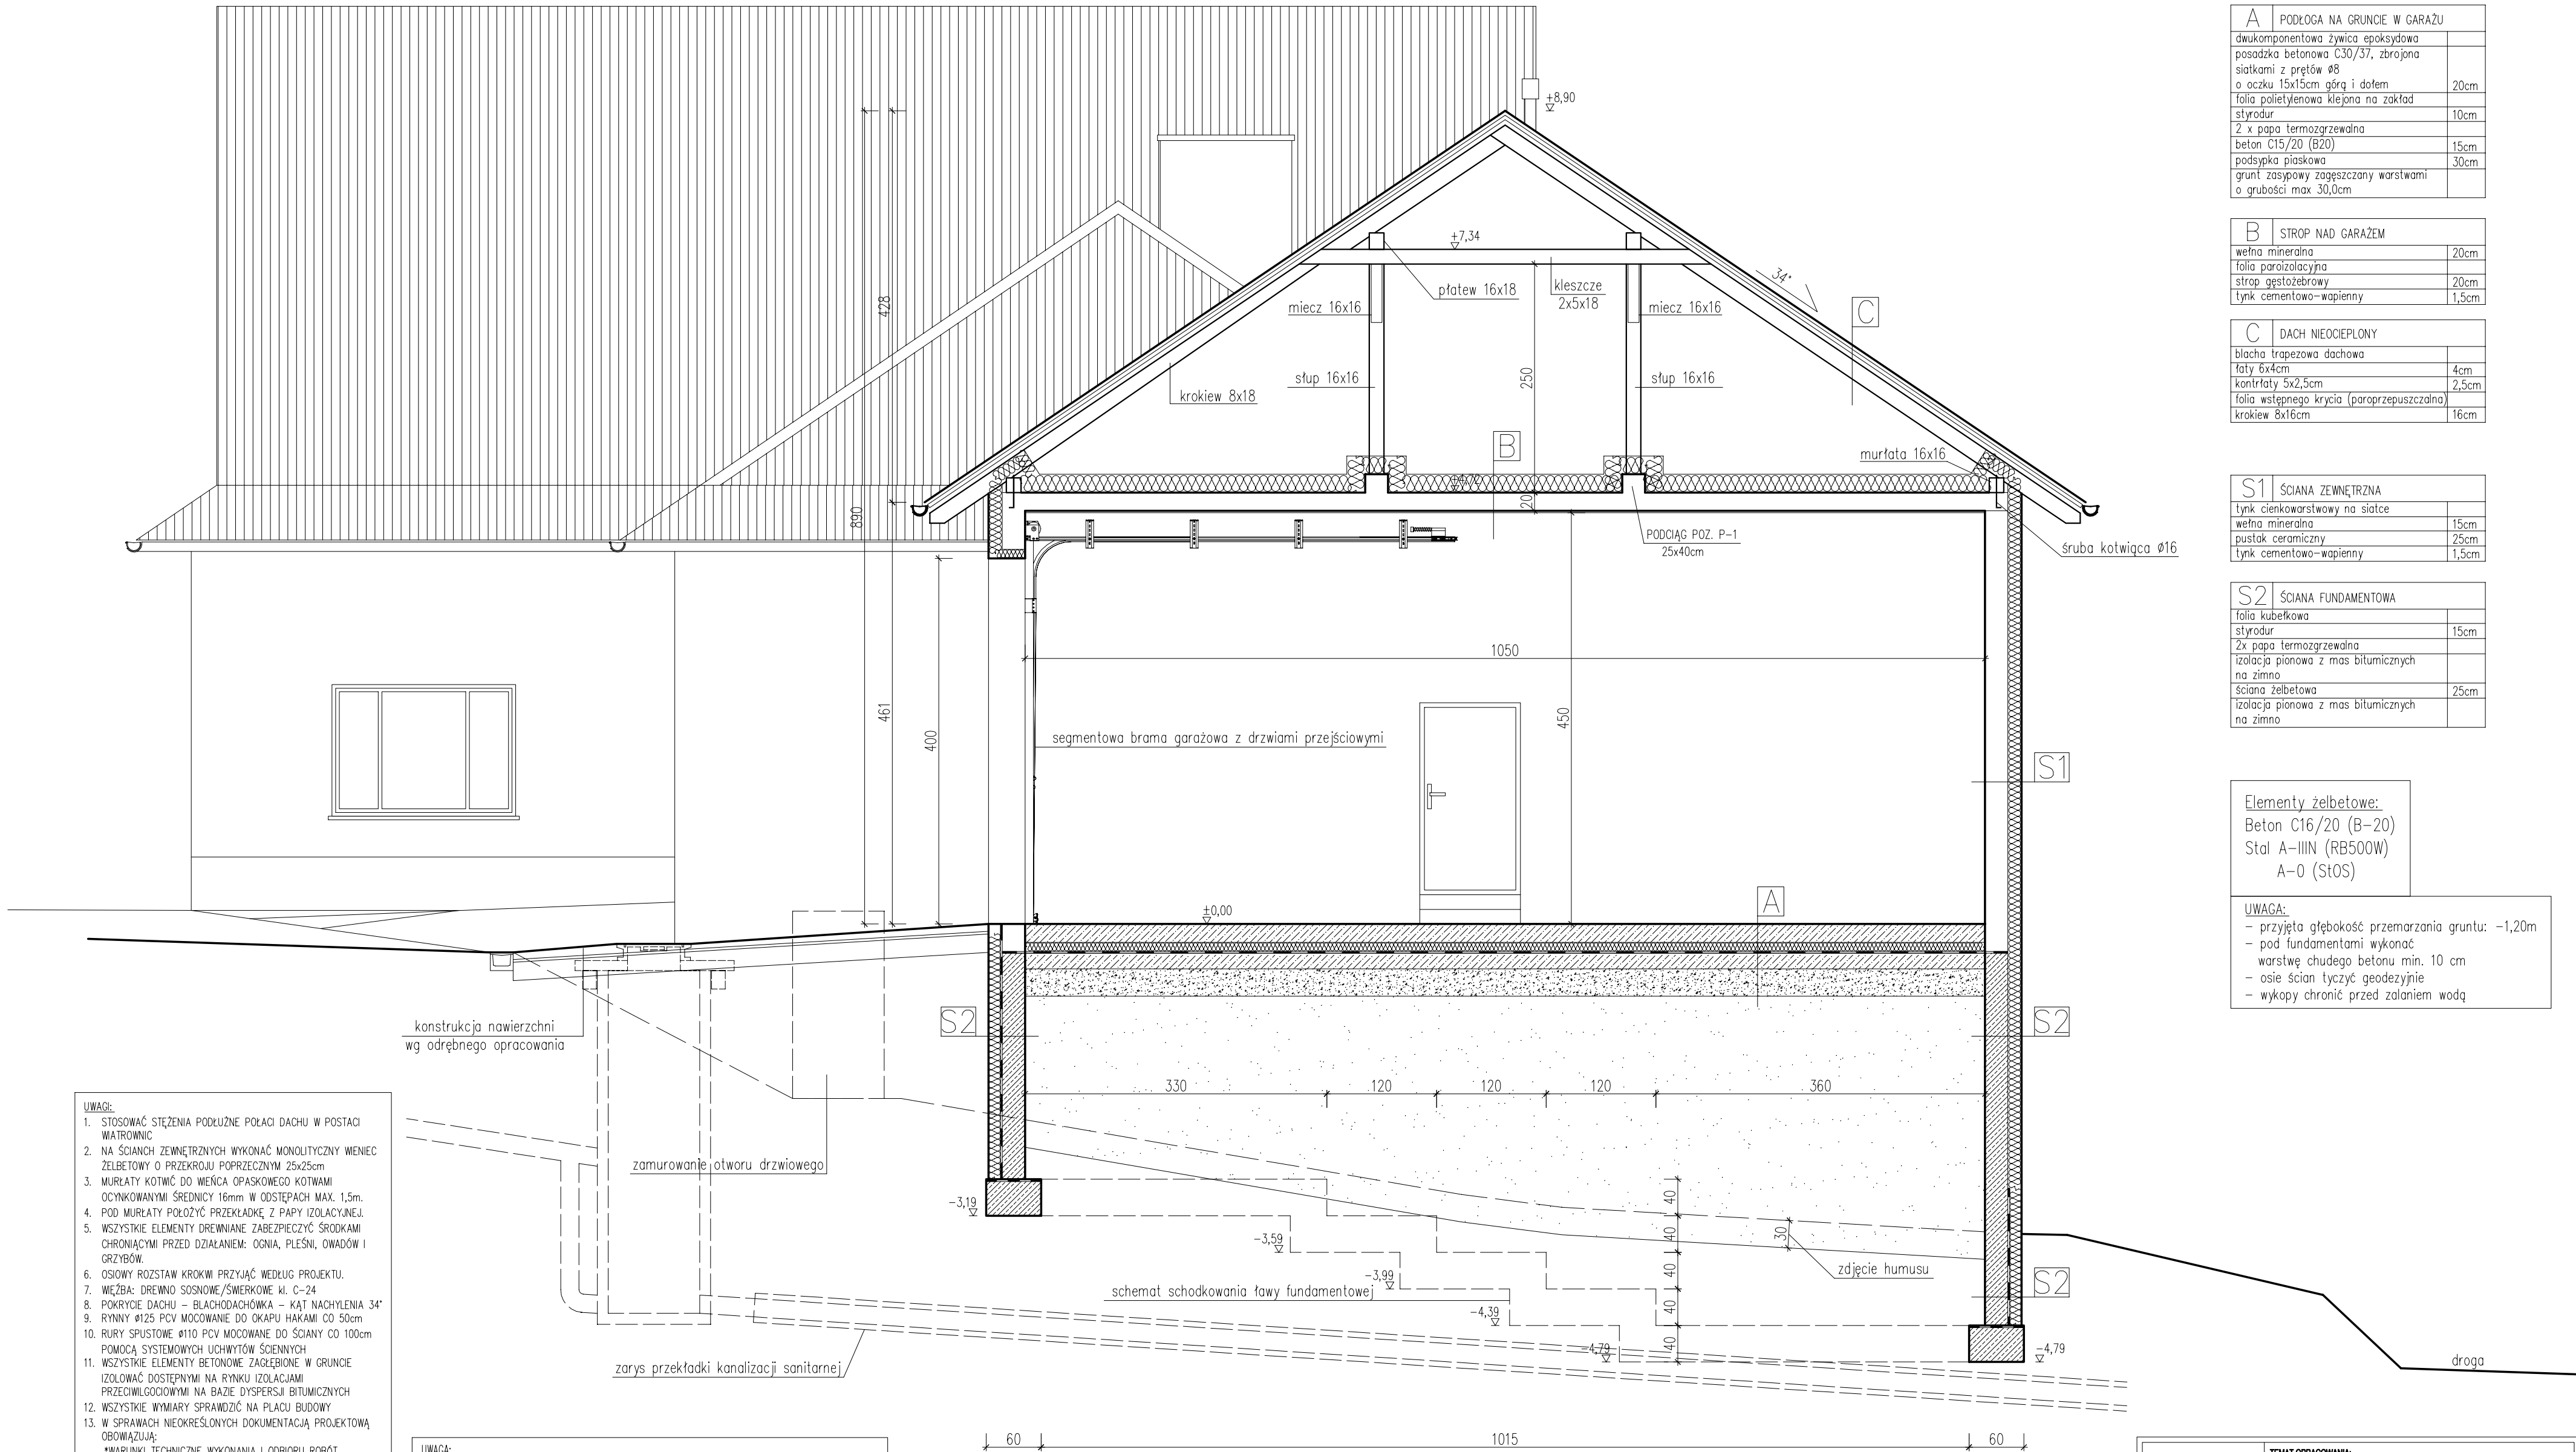 +8,90
428
890
461
400
+7,34
płatew 16x18
kleszcze
2x5x18
miecz 16x16
miecz 16x16
34°
C
słup 16x16
słup 16x16
250
krokiew 8x18
B
murłata 16x16
+4,72
20
PODCIĄG POZ. P-1
25x40cm
śruba kotwiąca Ø16
1050
450
segmentowa brama garażowa z drzwiami przejściowymi
S1
A
±0,00
konstrukcja nawierzchni
wg odrębnego opracowania
S2
S2
330
120
120
120
360
zamurowanie otworu drzwiowego
-3,19
-3,59
-3,99
-4,39
-4,79
40
40
40
40
40
30
zdjęcie humusu
schemat schodkowania ławy fundamentowej
S2
-4,79
zarys przekładki kanalizacji sanitarnej
droga
60
1015
60
A PODŁOGA NA GRUNCIE W GARAŻU
dwukomponentowa żywica epoksydowa
posadzka betonowa C30/37, zbrojona
siatkami z prętów Ø8
o oczku 15x15cm górą i dołem 20cm
folia polietylenowa klejona na zakład
styrodur 10cm
2 x papa termozgrzewalna
beton C15/20 (B20) 15cm
podsypka piaskowa 30cm
grunt zasypowy zagęszczany warstwami
o grubości max 30,0cm
B STROP NAD GARAŻEM
wełna mineralna 20cm
folia paroizolacyjna
strop gęstożebrowy 20cm
tynk cementowo-wapienny 1,5cm
C DACH NIEOCIEPLONY
blacha trapezowa dachowa
łaty 6x4cm 4cm
kontrłaty 5x2,5cm 2,5cm
folia wstępnego krycia (paroprzepuszczalna)
krokiew 8x16cm 16cm
S1 ŚCIANA ZEWNĘTRZNA
tynk cienkowarstwowy na siatce
wełna mineralna 15cm
pustak ceramiczny 25cm
tynk cementowo-wapienny 1,5cm
S2 ŚCIANA FUNDAMENTOWA
folia kubełkowa
styrodur 15cm
2x papa termozgrzewalna
izolacja pionowa z mas bitumicznych
na zimno
ściana żelbetowa 25cm
izolacja pionowa z mas bitumicznych
na zimno
Elementy żelbetowe:
Beton C16/20 (B-20)
Stal A-IIIN (RB500W)
A-0 (StOS)
UWAGA:
- przyjęta głębokość przemarzania gruntu: -1,20m
- pod fundamentami wykonać
warstwę chudego betonu min. 10 cm
- osie ścian tyczyć geodezyjnie
- wykopy chronić przed zalaniem wodą
UWAGI:
1. STOSOWAĆ STĘŻENIA PODŁUŻNE POŁACI DACHU W POSTACI
WIATROWNIC
2. NA ŚCIANCH ZEWNĘTRZNYCH WYKONAĆ MONOLITYCZNY WIENIEC
ŻELBETOWY O PRZEKROJU POPRZECZNYM 25x25cm
3. MURŁATY KOTWIĆ DO WIEŃCA OPASKOWEGO KOTWAMI
OCYNKOWANYMI ŚREDNICY 16mm W ODSTĘPACH MAX. 1,5m.
4. POD MURŁATY POŁOŻYĆ PRZEKŁADKĘ Z PAPY IZOLACYJNEJ.
5. WSZYSTKIE ELEMENTY DREWNIANE ZABEZPIECZYĆ ŚRODKAMI
CHRONIĄCYMI PRZED DZIAŁANIEM: OGNIA, PLEŚNI, OWADÓW I
GRZYBÓW.
6. OSIOWY ROZSTAW KROKWI PRZYJĄĆ WEDŁUG PROJEKTU.
7. WIĘŹBA: DREWNO SOSNOWE/ŚWIERKOWE kl. C-24
8. POKRYCIE DACHU – BLACHODACHÓWKA – KĄT NACHYLENIA 34°
9. RYNNY Ø125 PCV MOCOWANIE DO OKAPU HAKAMI CO 50cm
10. RURY SPUSTOWE Ø110 PCV MOCOWANE DO ŚCIANY CO 100cm
POMOCĄ SYSTEMOWYCH UCHWYTÓW ŚCIENNYCH
11. WSZYSTKIE ELEMENTY BETONOWE ZAGŁĘBIONE W GRUNCIE
IZOLOWAĆ DOSTĘPNYMI NA RYNKU IZOLACJAMI
PRZECIWILGOCIOWYMI NA BAZIE DYSPERSJI BITUMICZNYCH
12. WSZYSTKIE WYMIARY SPRAWDZIĆ NA PLACU BUDOWY
13. W SPRAWACH NIEOKREŚLONYCH DOKUMENTACJĄ PROJEKTOWĄ
OBOWIĄZUJĄ:
*WARUNKI TECHNICZNE WYKONANIA I ODBIORU ROBÓT
UWAGA:
TEMAT OPRACOWANIA: